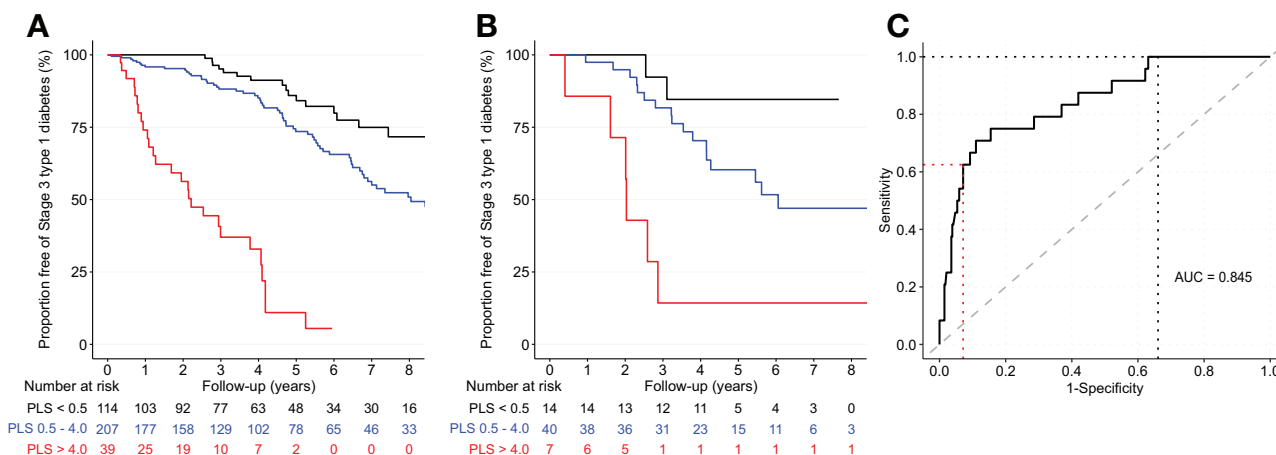 A
B
C
Proportion free of Stage 3 type 1 diabetes (%)
100
75
50
25
0
0 1 2 3 4 5 6 7 8
Number at risk
Follow-up (years)
PLS < 0.5 114 103 92 77 63 48 34 30 16
PLS 0.5 - 4.0 207 177 158 129 102 78 65 46 33
PLS > 4.0 39 25 19 10 7 2 0 0 0
Proportion free of Stage 3 type 1 diabetes (%)
100
75
50
25
0
0 1 2 3 4 5 6 7 8
Number at risk
Follow-up (years)
PLS < 0.5 14 14 13 12 11 5 4 3 0
PLS 0.5 - 4.0 40 38 36 31 23 15 11 6 3
PLS > 4.0 7 6 5 1 1 1 1 1 1
Sensitivity
1.0
0.8
0.6
0.4
0.2
0.0
AUC = 0.845
0.0 0.2 0.4 0.6 0.8 1.0
1-Specificity